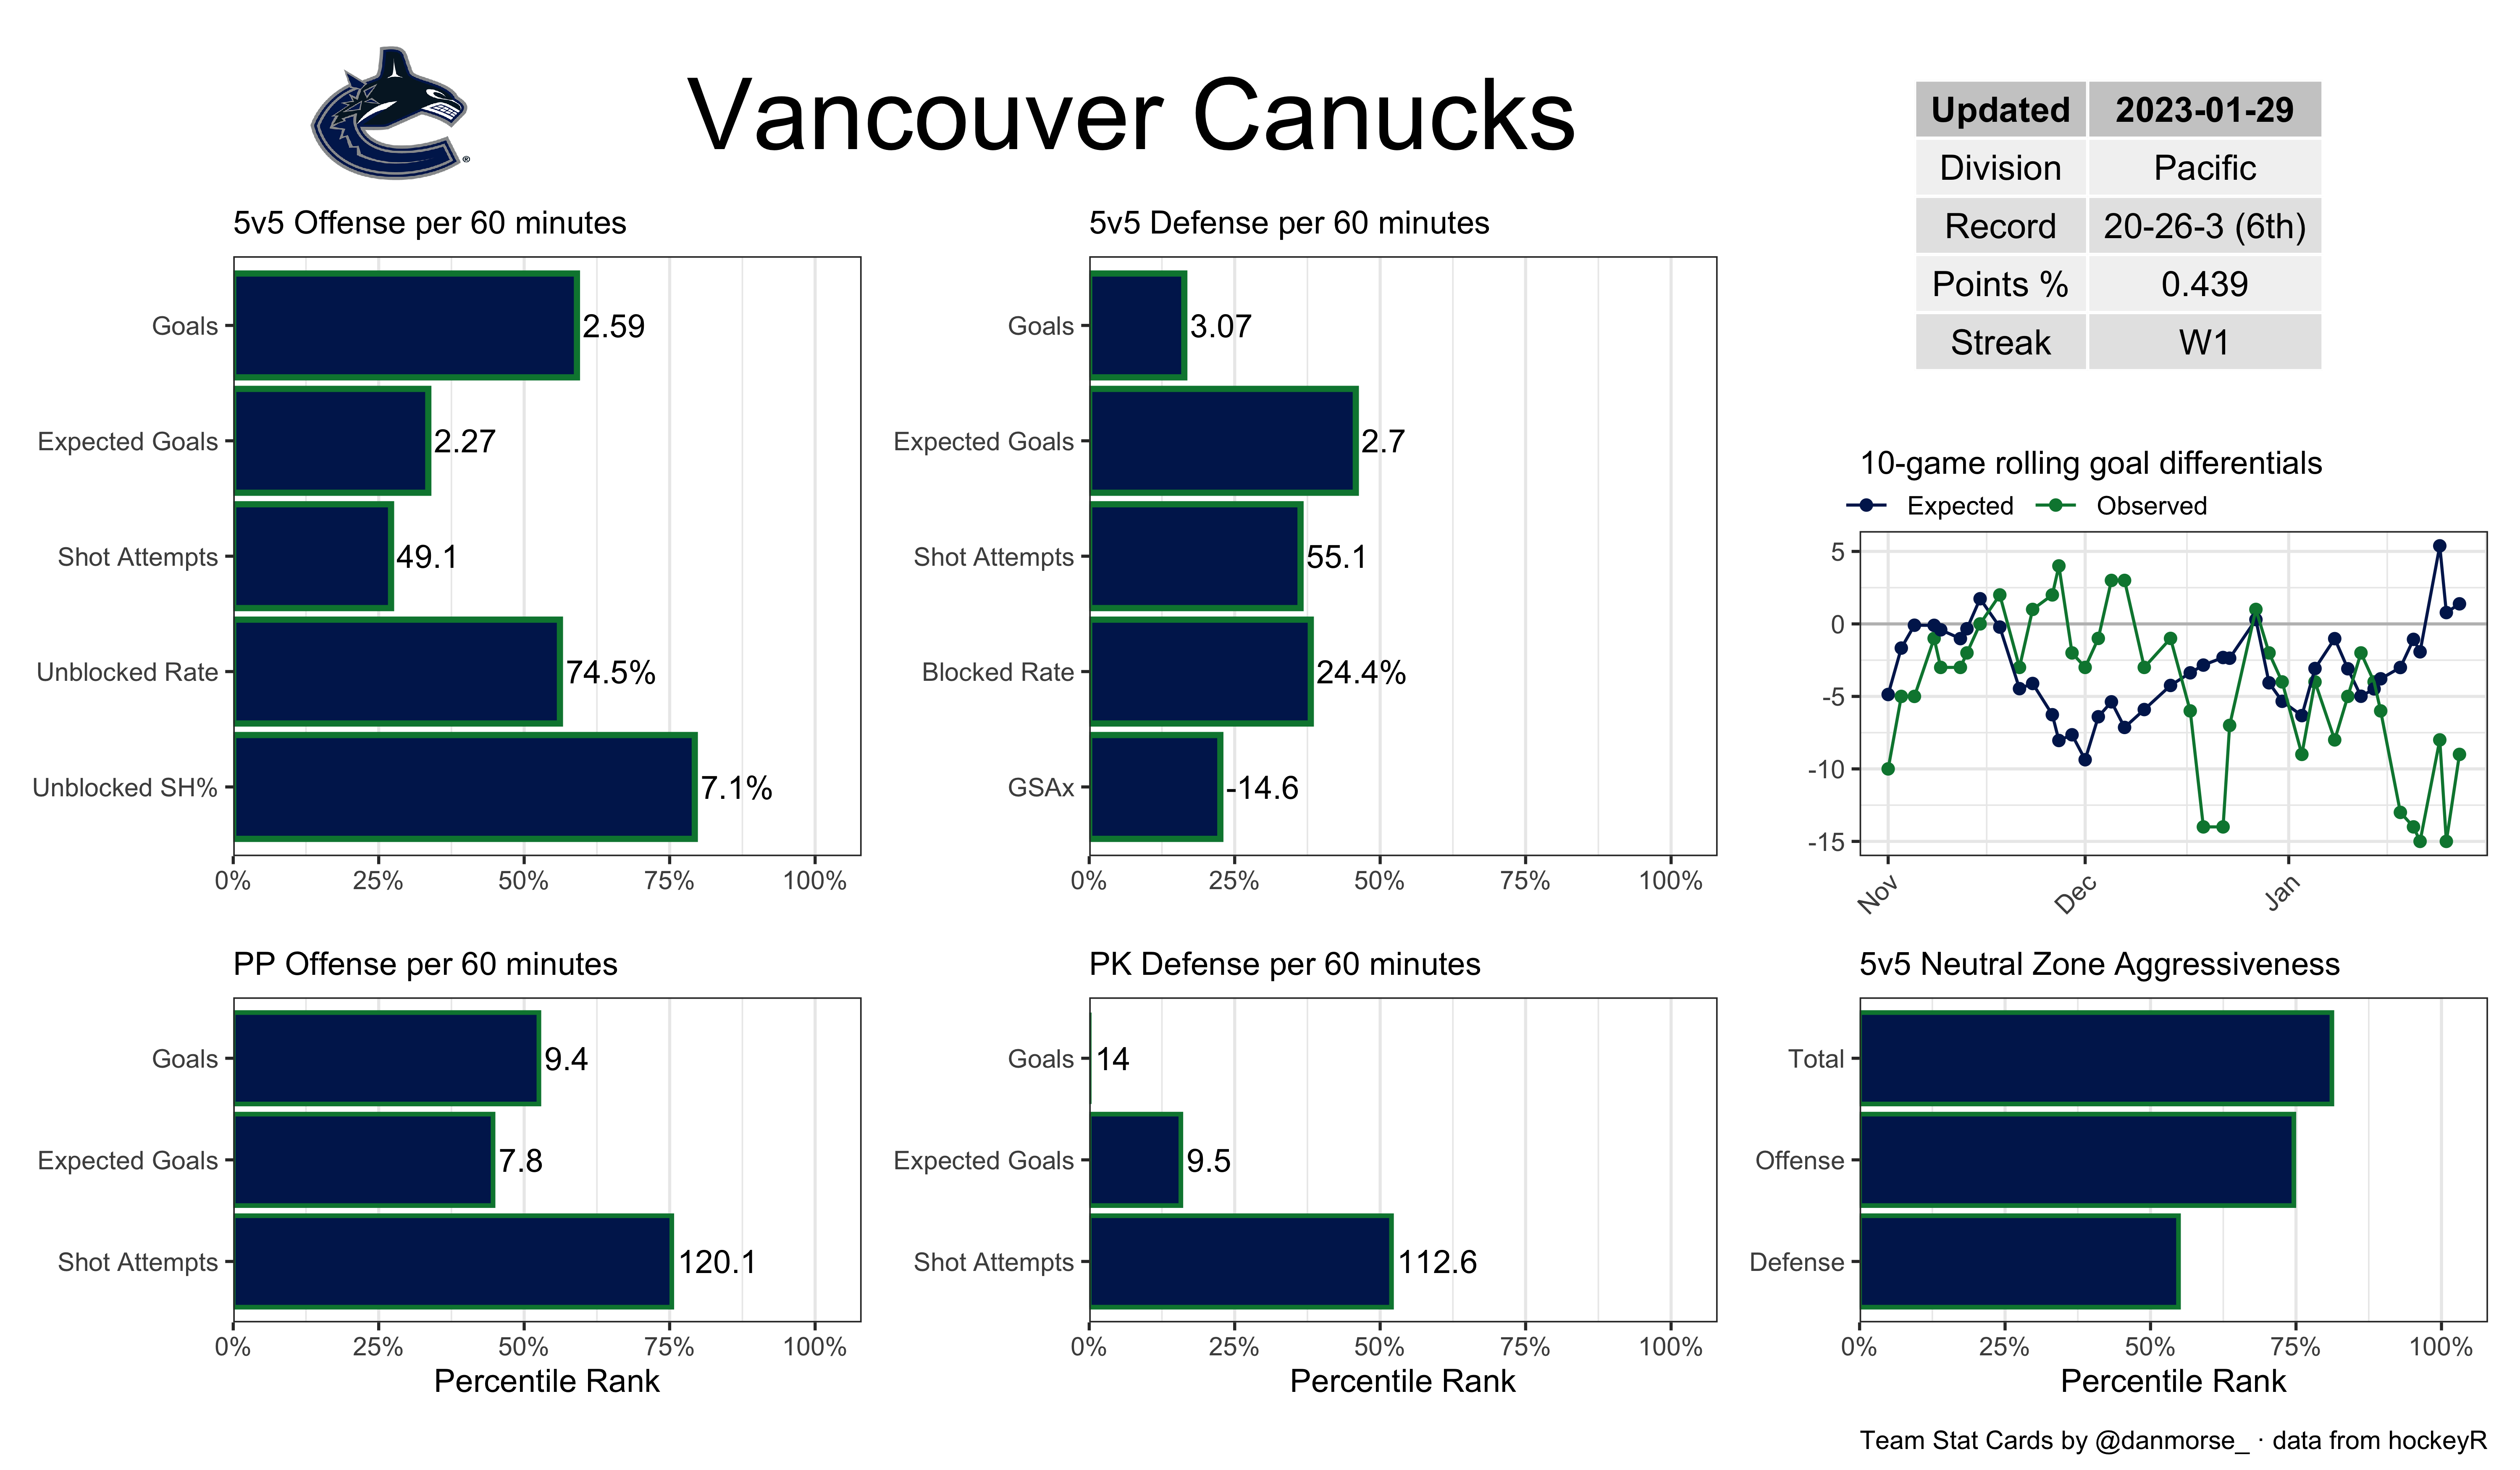 Vancouver Canucks
®
Updated 2023-01-29
Division Pacific
Record 20-26-3 (6th)
Points % 0.439
Streak W1
5v5 Offense per 60 minutes
Goals 2.59
Expected Goals 2.27
Shot Attempts 49.1
Unblocked Rate 74.5%
Unblocked SH% 7.1%
0% 25% 50% 75% 100%
5v5 Defense per 60 minutes
Goals 3.07
Expected Goals 2.7
Shot Attempts 55.1
Blocked Rate 24.4%
GSAx -14.6
0% 25% 50% 75% 100%
10-game rolling goal differentials
Expected Observed
5
0
-5
-10
-15
Nov Dec Jan
PP Offense per 60 minutes
Goals 9.4
Expected Goals 7.8
Shot Attempts 120.1
0% 25% 50% 75% 100%
Percentile Rank
PK Defense per 60 minutes
Goals 14
Expected Goals 9.5
Shot Attempts 112.6
0% 25% 50% 75% 100%
Percentile Rank
5v5 Neutral Zone Aggressiveness
Total
Offense
Defense
0% 25% 50% 75% 100%
Percentile Rank
Team Stat Cards by @danmorse_ · data from hockeyR